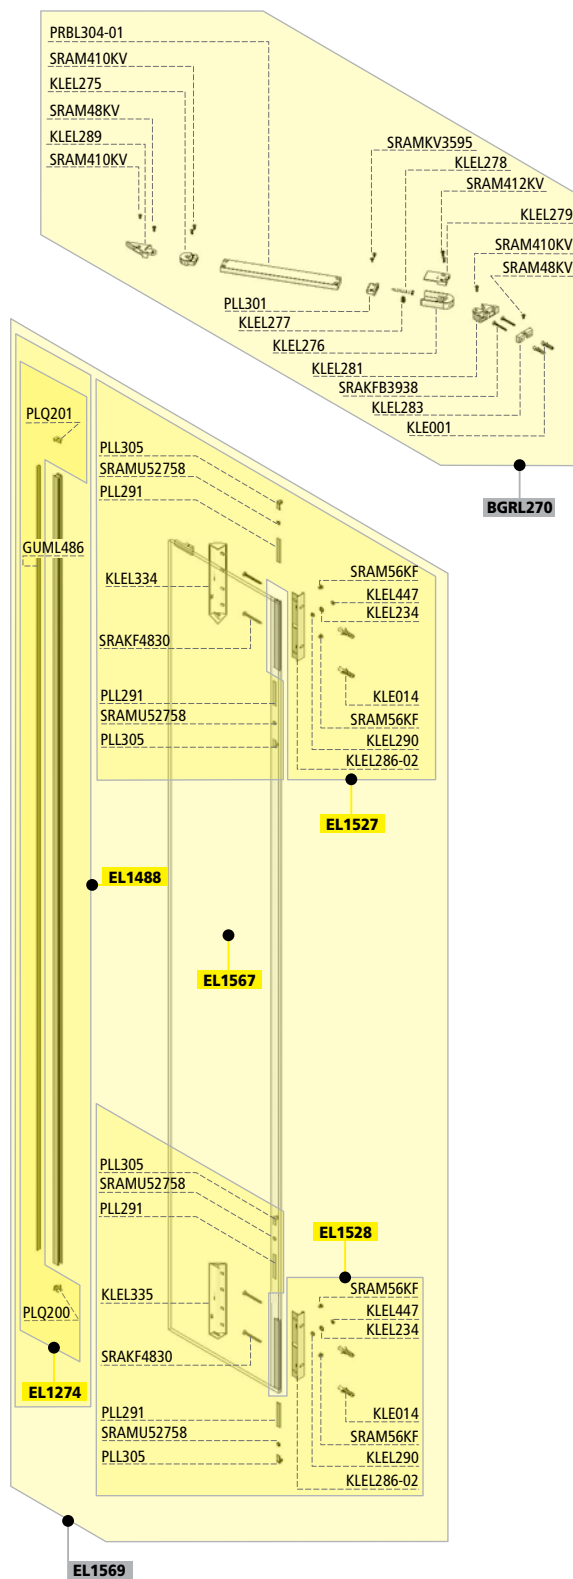 PRBL304-01
SRAM410KV
KLEL275
SRAM48KV
KLEL289
SRAM410KV
SRAMKV3595
KLEL278
SRAM412KV
KLEL279
SRAM410KV
SRAM48KV
PLL301
KLEL277
KLEL276
KLEL281
SRAKFB3938
KLEL283
KLE001
BGRL270
PLQ201
GUML486
PLL305
SRAMU52758
PLL291
KLEL334
SRAKF4830
PLL291
SRAMU52758
PLL305
SRAM56KF
KLEL447
KLEL234
KLE014
SRAM56KF
KLEL290
KLEL286-02
EL1527
EL1488
EL1567
PLL305
SRAMU52758
PLL291
EL1528
KLEL335
SRAKF4830
SRAM56KF
KLEL447
KLEL234
PLQ200
EL1274
PLL291
SRAMU52758
PLL305
KLE014
SRAM56KF
KLEL290
KLEL286-02
EL1569